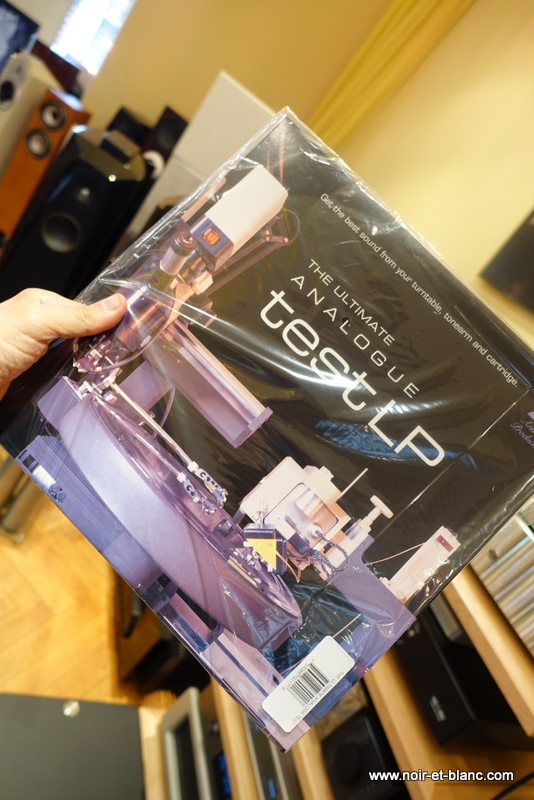 Get the best sound from your turntable, tonearm and cartridge.
THE ULTIMATE
ANALOGUE
test LP
www.noir-et-blanc.com